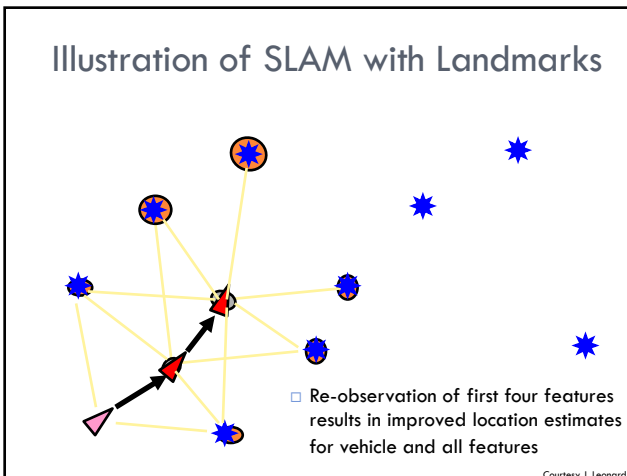 Illustration of SLAM with Landmarks
Re-observation of first four features
results in improved location estimates
for vehicle and all features
Courtesy J. Leonard